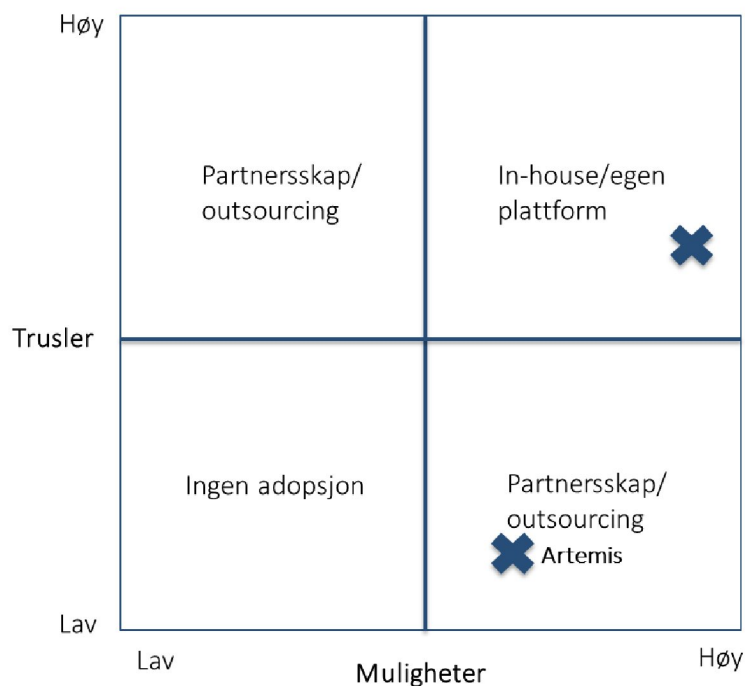 Høy
Partnersskap/
outsourcing
In-house/egen
plattform
Trusler
Ingen adopsjon
Partnersskap/
outsourcing
Artemis
Lav
Lav
Høy
Muligheter